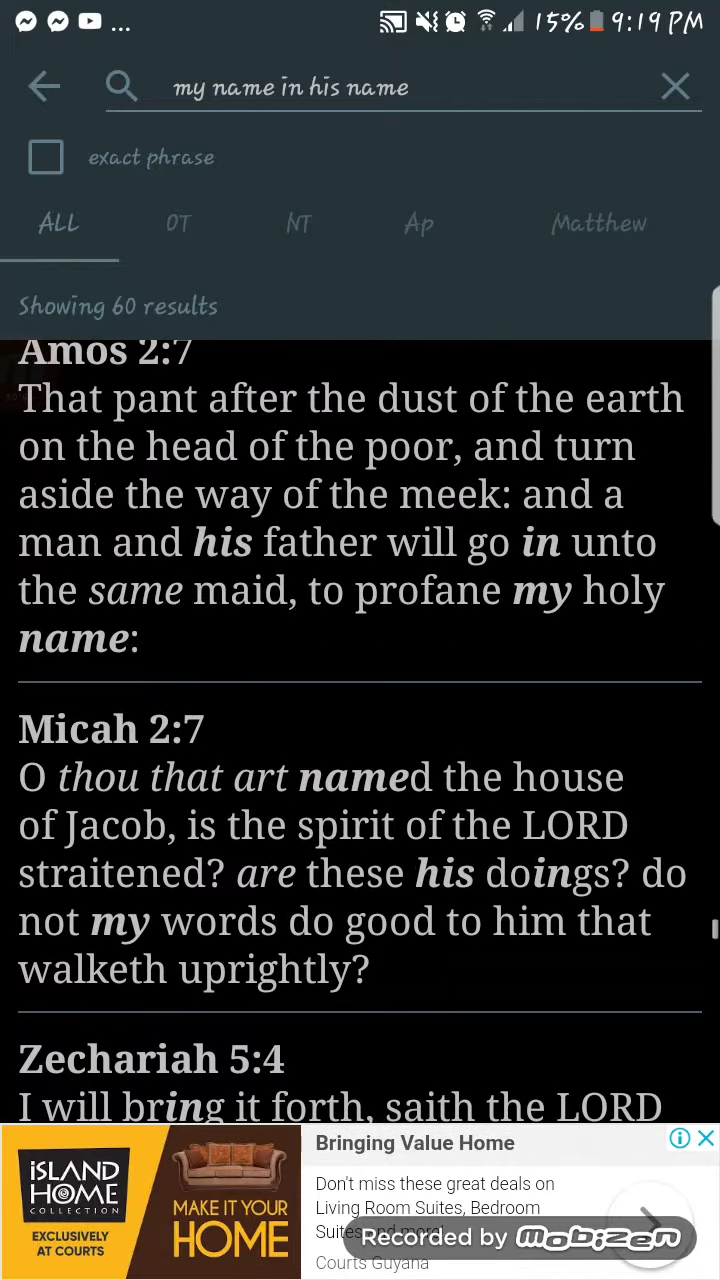 ... 15% 9:19 PM
my name in his name
exact phrase
ALL OT NT Ap Matthew
Showing 60 results
Amos 2:7
That pant after the dust of the earth
on the head of the poor, and turn
aside the way of the meek: and a
man and his father will go in unto
the same maid, to profane my holy
name:
Micah 2:7
O thou that art named the house
of Jacob, is the spirit of the LORD
straitened? are these his doings? do
not my words do good to him that
walketh uprightly?
Zechariah 5:4
I will bring it forth, saith the LORD
iSLAND
HOME
COLLECTION
EXCLUSIVELY
AT COURTS
MAKE IT YOUR
HOME
Bringing Value Home
Don't miss these great deals on
Living Room Suites, Bedroom
Suites and more!
Courts Guyana
Recorded by mobizen